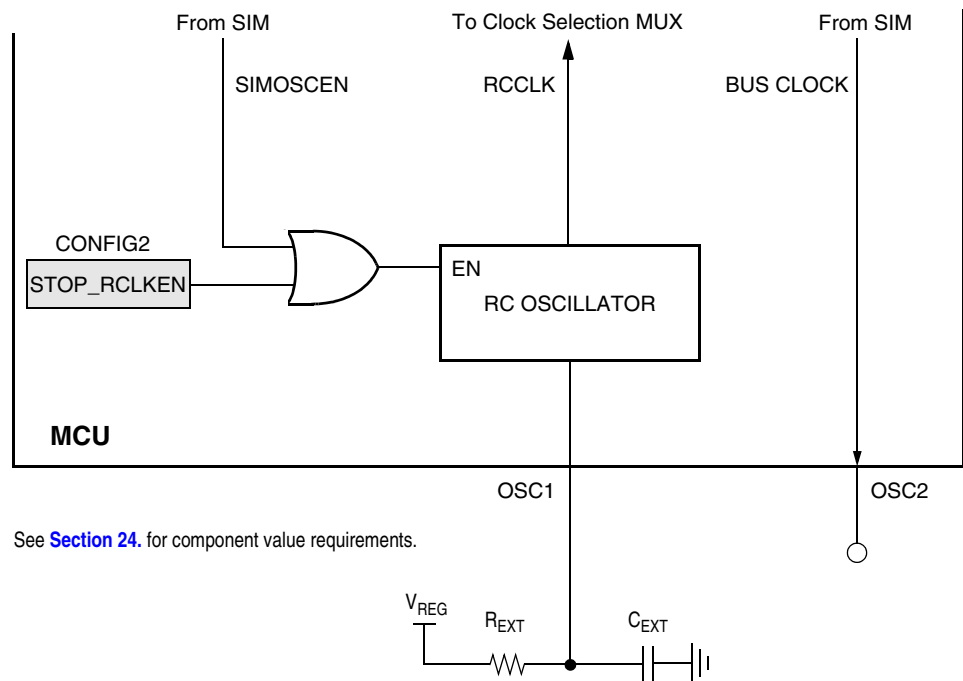 From SIM
To Clock Selection MUX
From SIM
SIMOSCEN
RCCLK
BUS CLOCK
CONFIG2
STOP_RCLKEN
EN
RC OSCILLATOR
MCU
OSC1
OSC2
See Section 24. for component value requirements.
VREG
REXT
CEXT